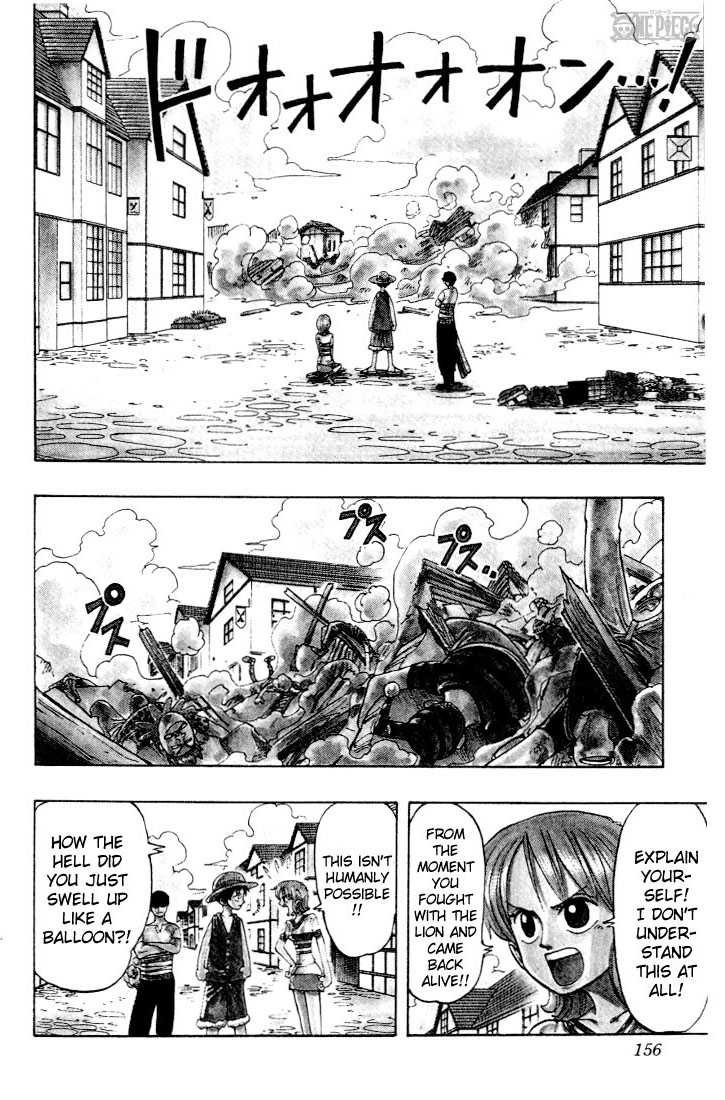 ONE PIECE
ドオオオオオン...!
プス
プス..
プス
EXPLAIN
YOUR-
SELF!
I DON'T
UNDER-
STAND
THIS AT
ALL!
FROM
THE
MOMENT
YOU
FOUGHT
WITH THE
LION AND
CAME
BACK
ALIVE!!
THIS ISN'T
HUMANLY
POSSIBLE
!!
HOW THE
HELL DID
YOU JUST
SWELL UP
LIKE A
BALLOON?!
156